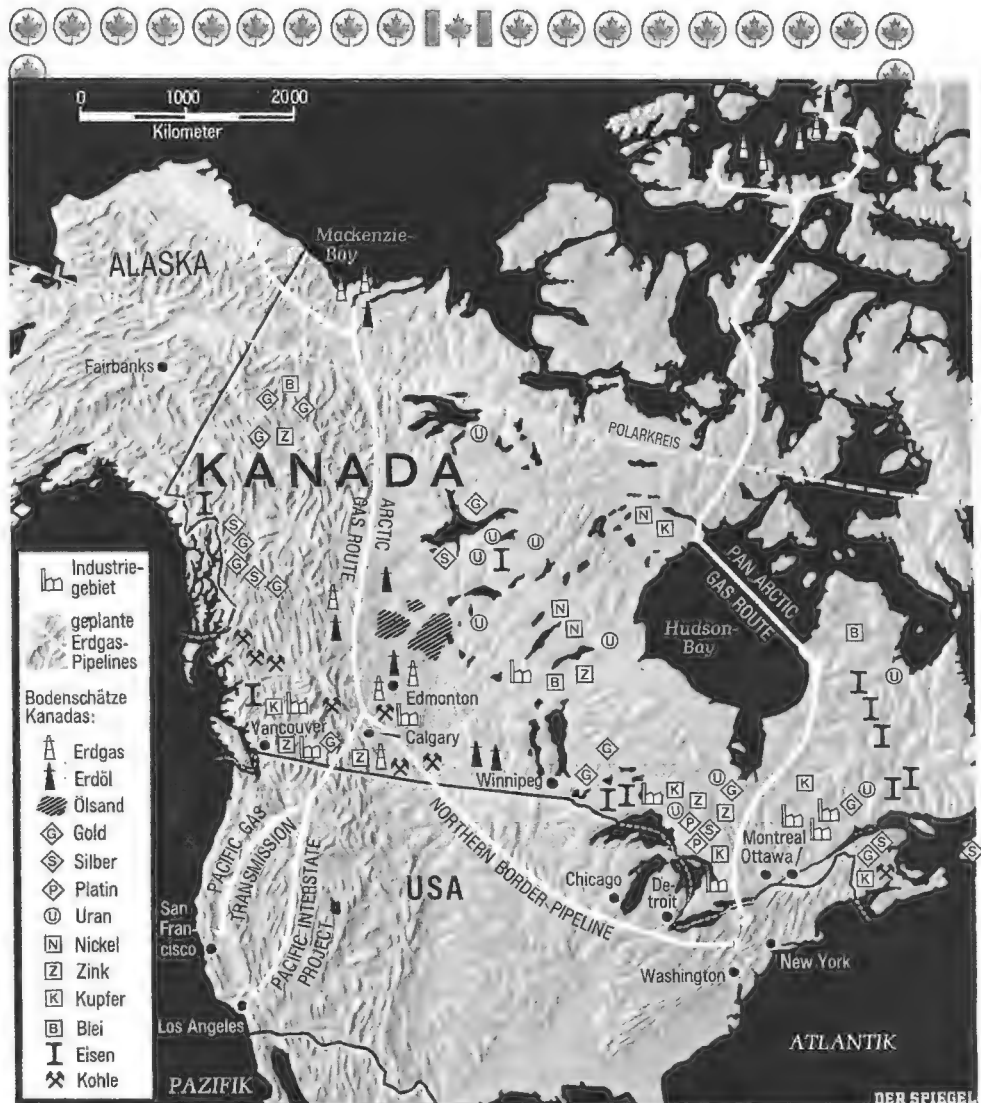 0 1000 2000
Kilometer
Mackenzie-
Bay
ALASKA
Fairbanks
B
G
G
G
Z
U
POLARKREIS
KANADA
I
S
G
G
S
G
GAS ROUTE
ARCTIC
G
U
U
U
S
I
N
K
PAN ARCTIC
GAS ROUTE
Hudson-
Bay
U
N
N
U
B
Z
B
U
I
I
I
Industrie-
gebiet
geplante
Erdgas-
Pipelines
Bodenschätze
Kanadas:
Erdgas
Erdöl
Ölsand
G Gold
S Silber
P Platin
U Uran
N Nickel
Z Zink
K Kupfer
B Blei
I Eisen
Kohle
I
K
Edmonton
Vancouver
Z
G
Z
Calgary
Winnipeg
G
G
I I
K
U
Z
P
S
P
Z
K
U
G
K
G
U
I I
Montreal
Ottawa
G
S
K
S
PACIFIC GAS
TRANSMISSION
PACIFIC INTERSTATE
PROJECT
NORTHERN BORDER-PIPELINE
USA
Chicago
De-
troit
San
Fran-
cisco
Washington
New York
Los Angeles
ATLANTIK
PAZIFIK
DER SPIEGEL